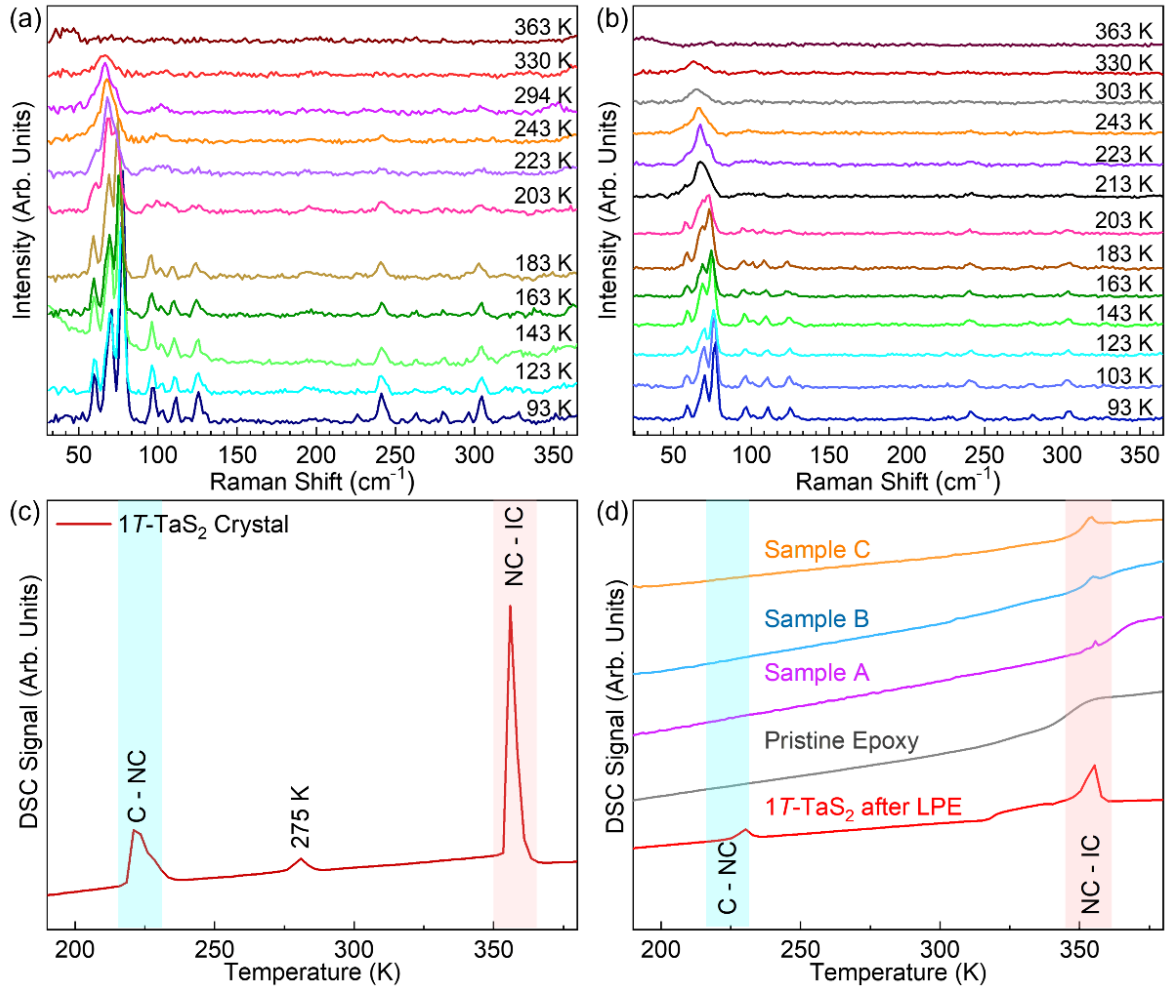 (a)
363 K
330 K
294 K
243 K
223 K
203 K
183 K
163 K
143 K
123 K
93 K
Intensity (Arb. Units)
50 100 150 200 250 300 350
Raman Shift (cm⁻¹)
(b)
363 K
330 K
303 K
243 K
223 K
213 K
203 K
183 K
163 K
143 K
123 K
103 K
93 K
Intensity (Arb. Units)
50 100 150 200 250 300 350
Raman Shift (cm⁻¹)
(c)
1T-TaS₂ Crystal
C - NC
275 K
NC - IC
DSC Signal (Arb. Units)
200 250 300 350
Temperature (K)
(d)
Sample C
Sample B
Sample A
Pristine Epoxy
1T-TaS₂ after LPE
C - NC
NC - IC
DSC Signal (Arb. Units)
200 250 300 350
Temperature (K)